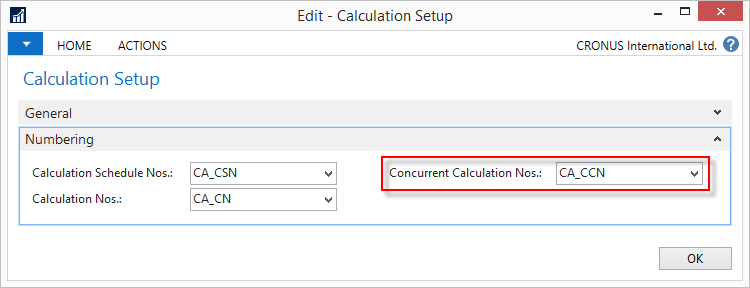 Edit - Calculation Setup
HOME ACTIONS CRONUS International Ltd. ?
Calculation Setup
General
Numbering
Calculation Schedule Nos.: CA_CSN Concurrent Calculation Nos.: CA_CCN
Calculation Nos.: CA_CN
OK